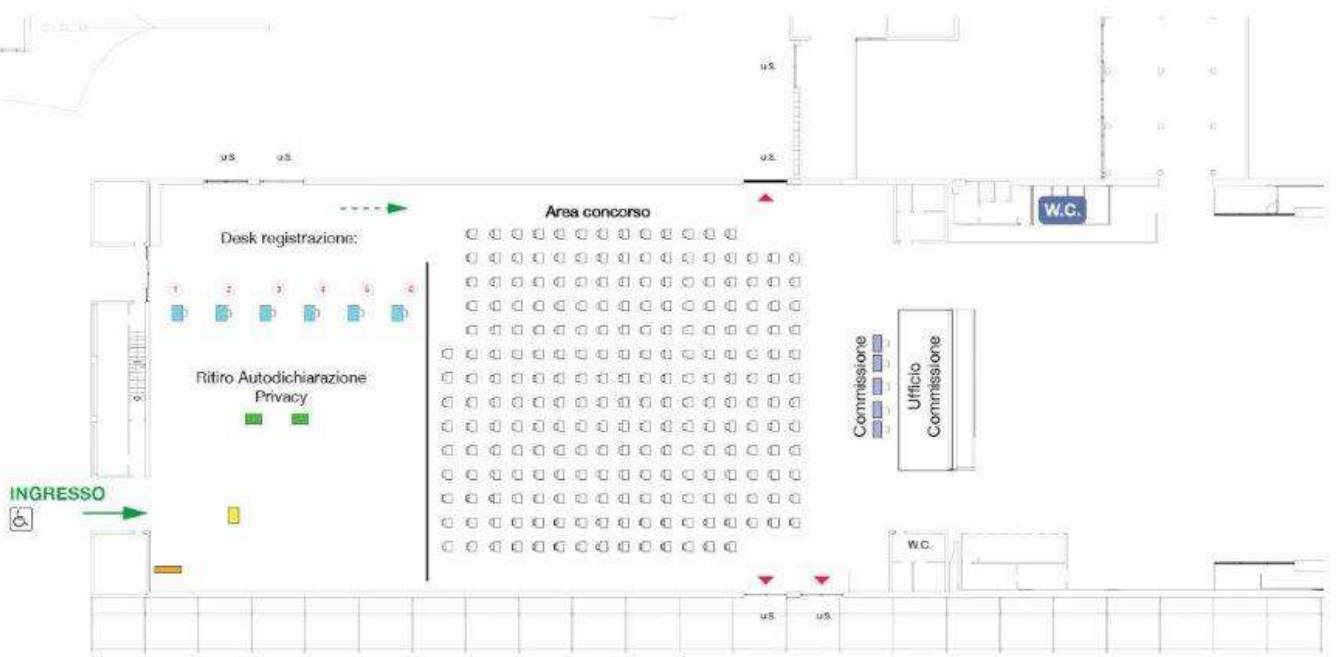 u.s.
u.s.
u.s.
u.s.
Area concorso
W.C.
Desk registrazione:
1
2
3
4
5
6
Ritiro Autodichiarazione
Privacy
Commissione
Ufficio
Commissione
INGRESSO
W.C.
u.s.
u.s.